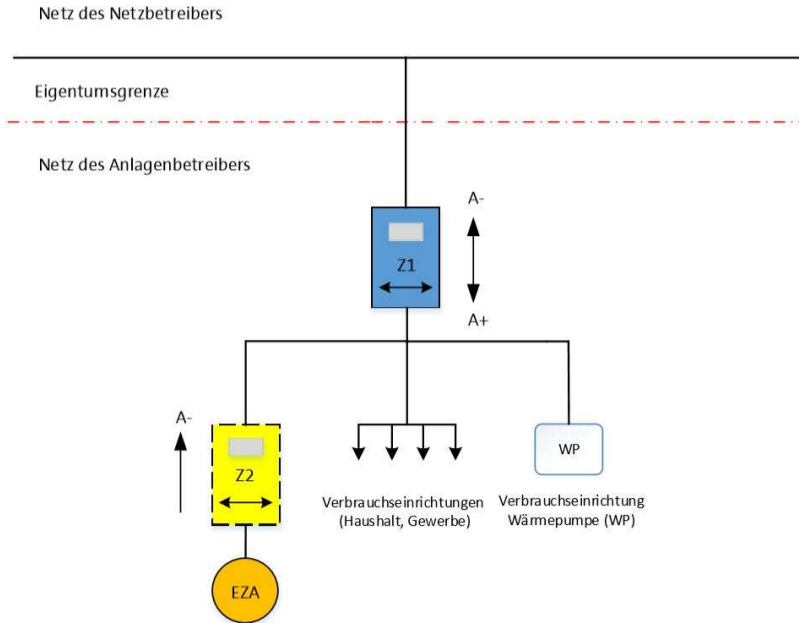 Netz des Netzbetreibers
Eigentumsgrenze
Netz des Anlagenbetreibers
A-
Z1
A+
A-
Z2
WP
Verbrauchseinrichtungen
(Haushalt, Gewerbe)
Verbrauchseinrichtung
Wärmepumpe (WP)
EZA